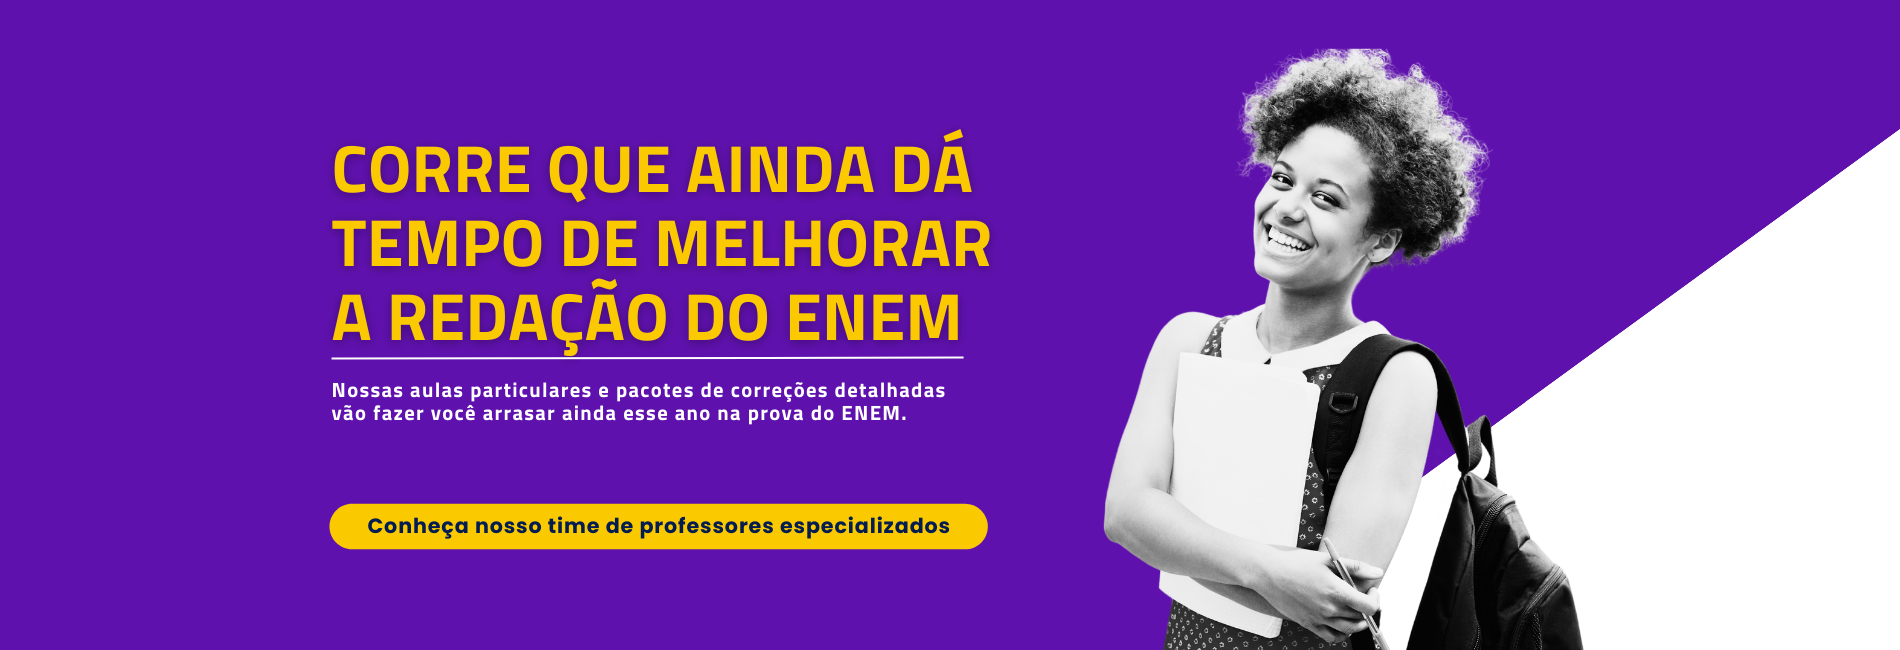 CORRE QUE AINDA DÁ
TEMPO DE MELHORAR
A REDAÇÃO DO ENEM
Nossas aulas particulares e pacotes de correções detalhadas
vão fazer você arrasar ainda esse ano na prova do ENEM.
Conheça nosso time de professores especializados